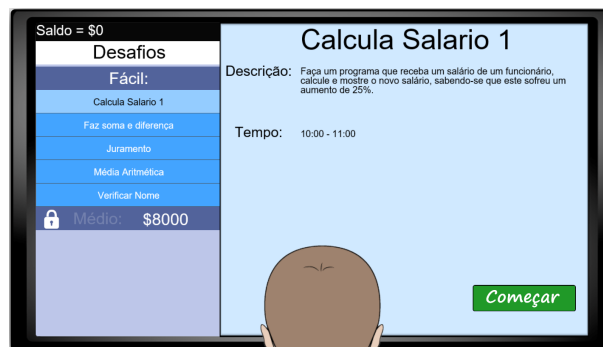 Saldo = $0
Desafios
Fácil:
Calcula Salario 1
Faz soma e diferença
Juramento
Média Aritmética
Verificar Nome
Médio: $8000
Calcula Salario 1
Descrição: Faça um programa que receba um salário de um funcionário,
calcule e mostre o novo salário, sabendo-se que este sofreu um
aumento de 25%.
Tempo: 10:00 - 11:00
Começar